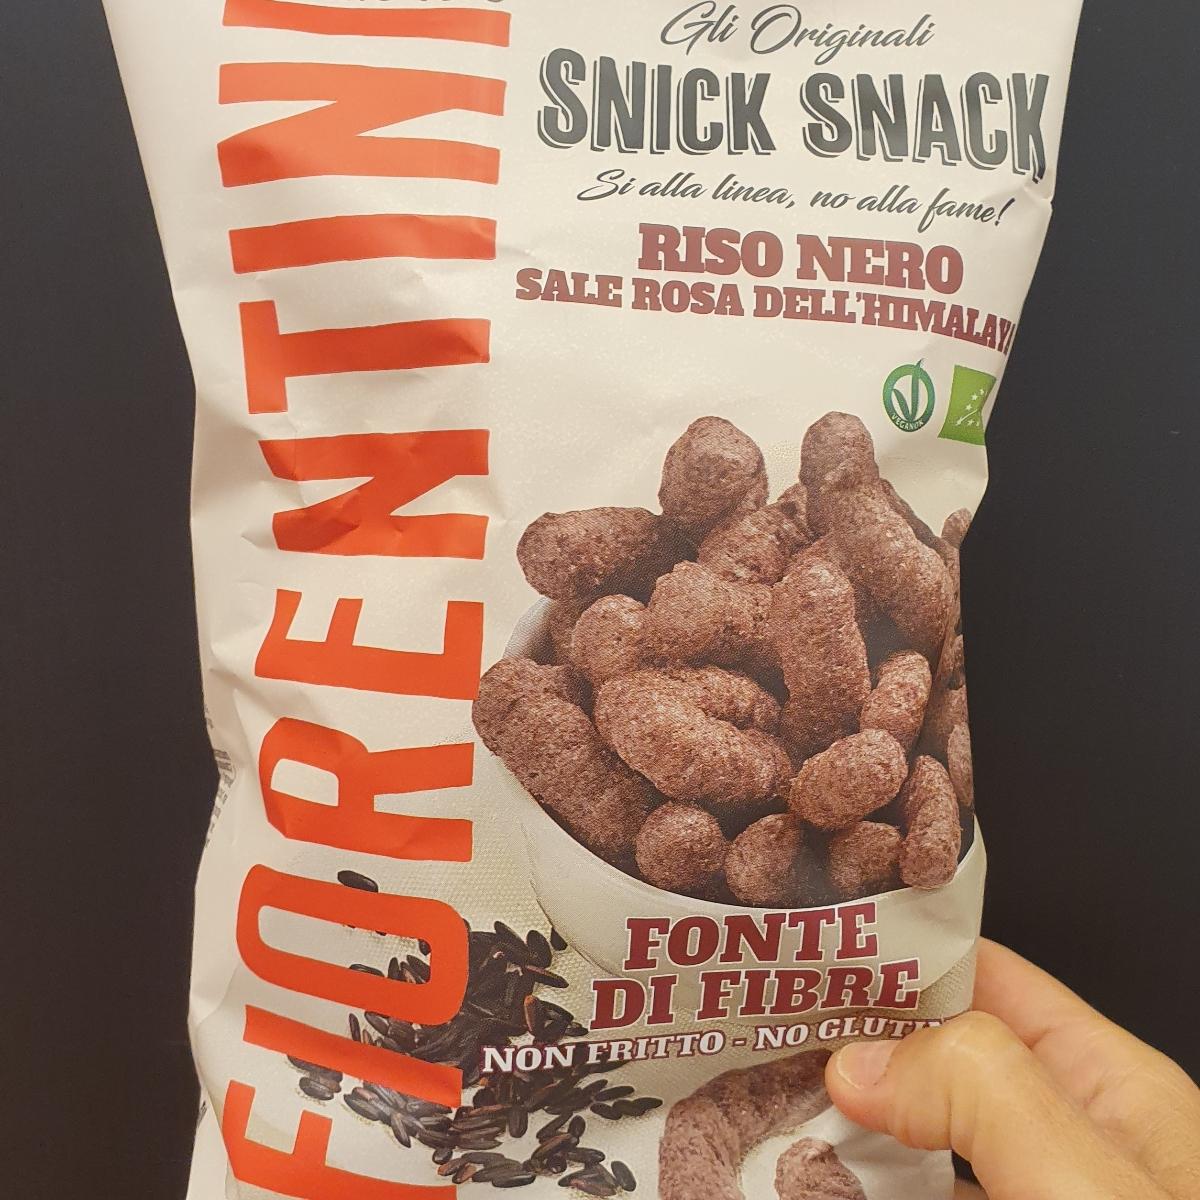 FIORENTINI
Gli Originali
SNICK SNACK
Si alla linea, no alla fame!
RISO NERO
SALE ROSA DELL'HIMALAYA
VEGANOK
FONTE
DI FIBRE
NON FRITTO - NO GLUTINE